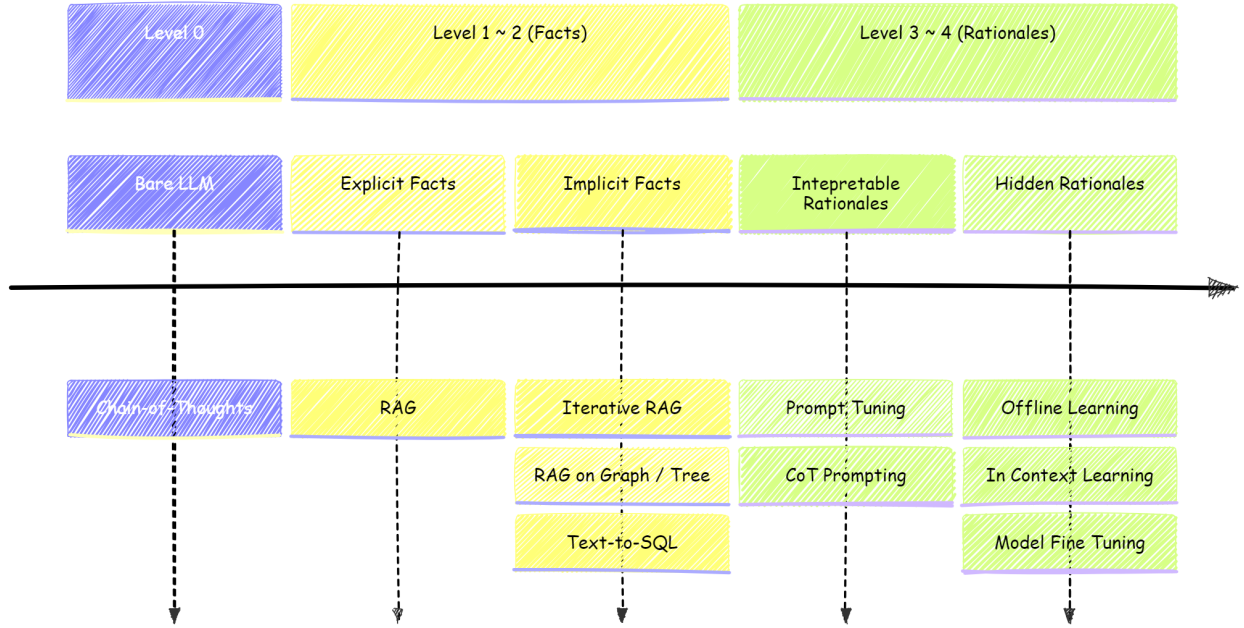 Level 0
Level 1 ~ 2 (Facts)
Level 3 ~ 4 (Rationales)
Bare LLM
Explicit Facts
Implicit Facts
Intepretable
Rationales
Hidden Rationales
Chain-of-Thoughts
RAG
Iterative RAG
Prompt Tuning
Offline Learning
RAG on Graph / Tree
CoT Prompting
In Context Learning
Text-to-SQL
Model Fine Tuning